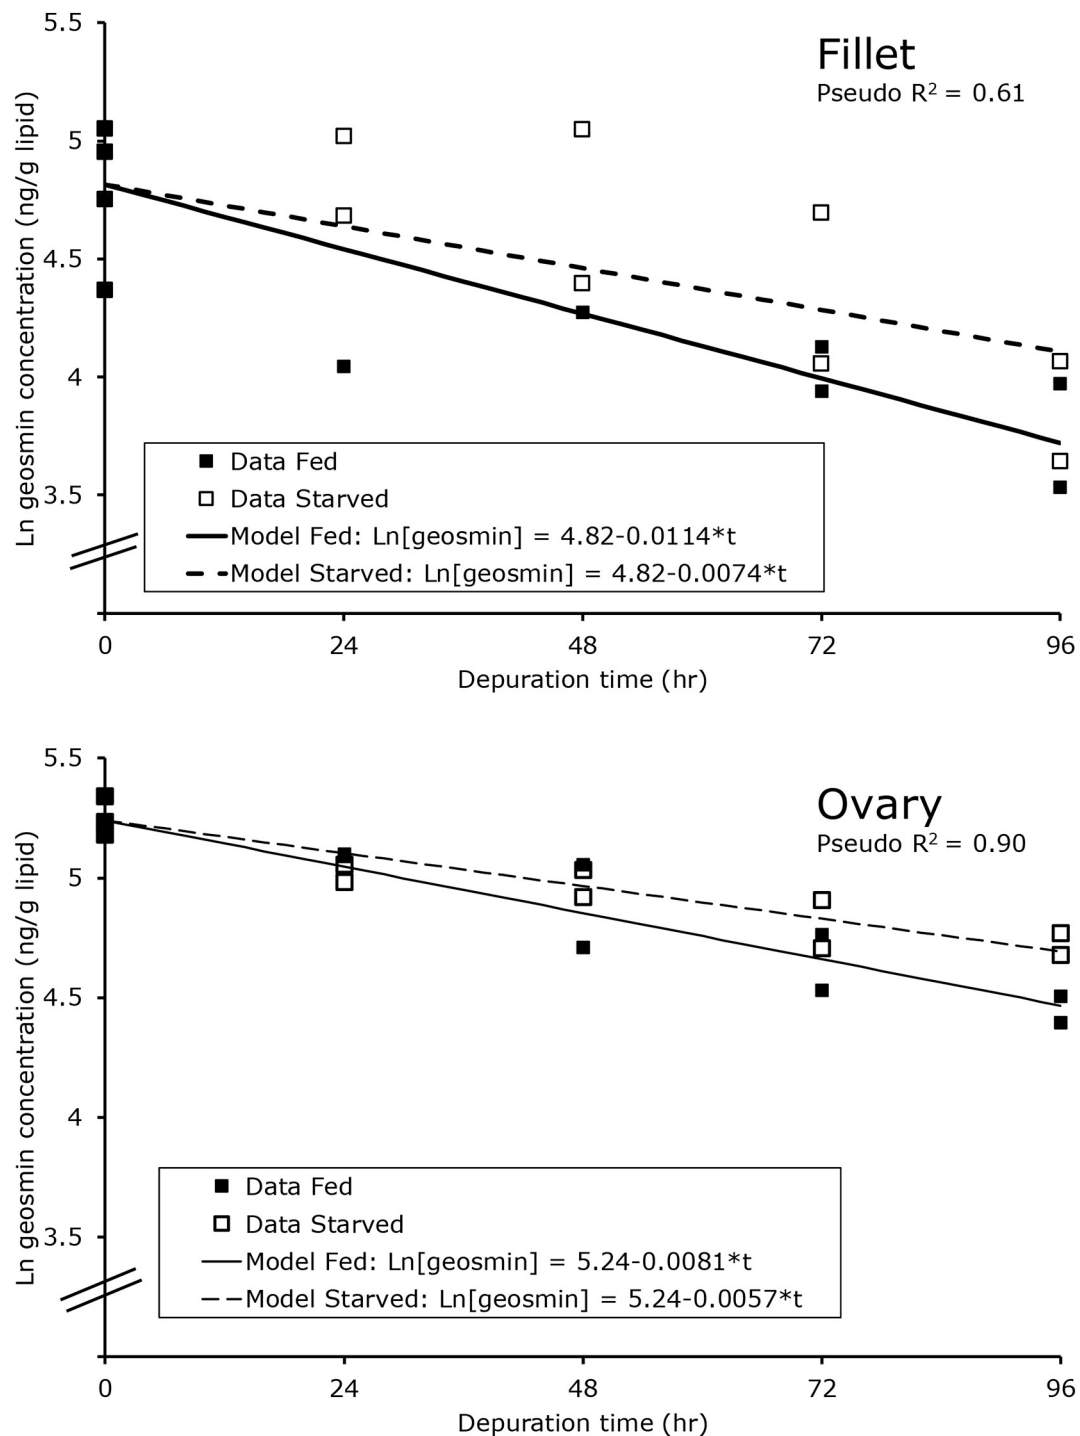 5.5
Fillet
Pseudo R² = 0.61
5
4.5
4
3.5
Ln geosmin concentration (ng/g lipid)
Data Fed
Data Starved
Model Fed: Ln[geosmin] = 4.82-0.0114*t
Model Starved: Ln[geosmin] = 4.82-0.0074*t
0 24 48 72 96
Depuration time (hr)
5.5
Ovary
Pseudo R² = 0.90
5
4.5
4
3.5
Ln geosmin concentration (ng/g lipid)
Data Fed
Data Starved
Model Fed: Ln[geosmin] = 5.24-0.0081*t
Model Starved: Ln[geosmin] = 5.24-0.0057*t
0 24 48 72 96
Depuration time (hr)